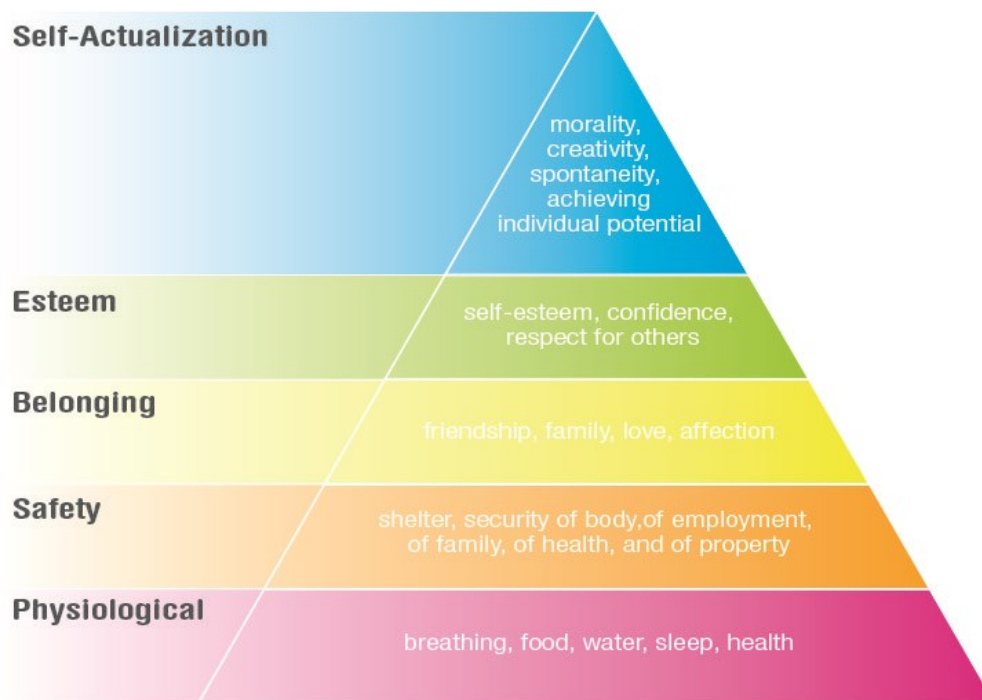 Self-Actualization
morality,
creativity,
spontaneity,
achieving
individual potential
Esteem
self-esteem, confidence,
respect for others
Belonging
friendship, family, love, affection
Safety
shelter, security of body,of employment,
of family, of health, and of property
Physiological
breathing, food, water, sleep, health